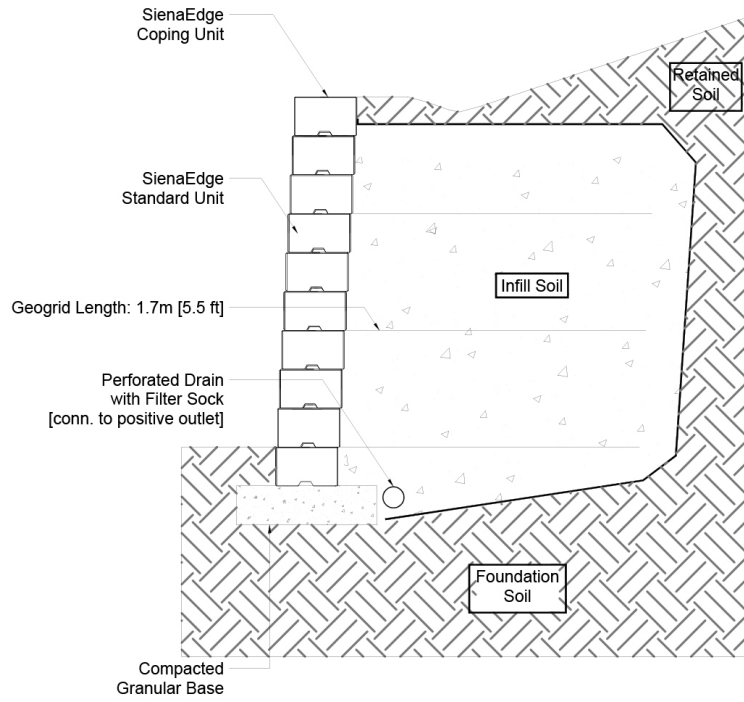 SienaEdge
Coping Unit
Retained
Soil
SienaEdge
Standard Unit
Infill Soil
Geogrid Length: 1.7m [5.5 ft]
Perforated Drain
with Filter Sock
[conn. to positive outlet]
Foundation
Soil
Compacted
Granular Base